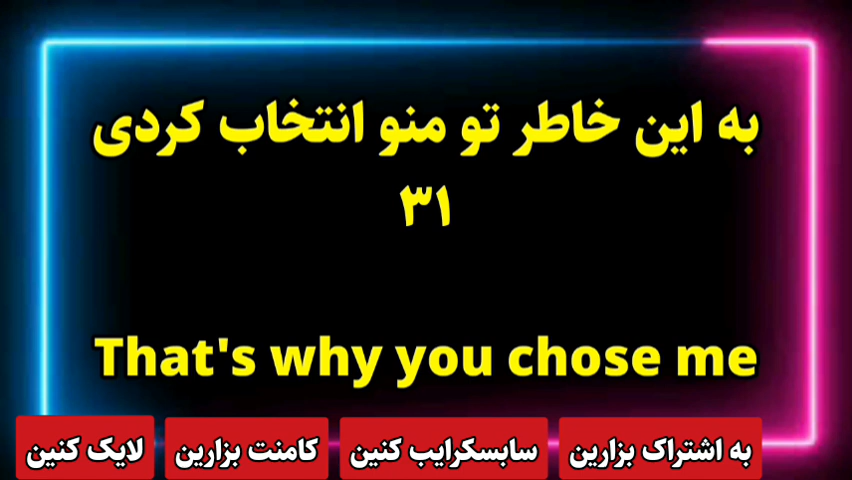 به این خاطر تو منو انتخاب کردی
۳۱
That's why you chose me
به اشتراک بزارین سابسکرایب کنین کامنت بزارین لایک کنین